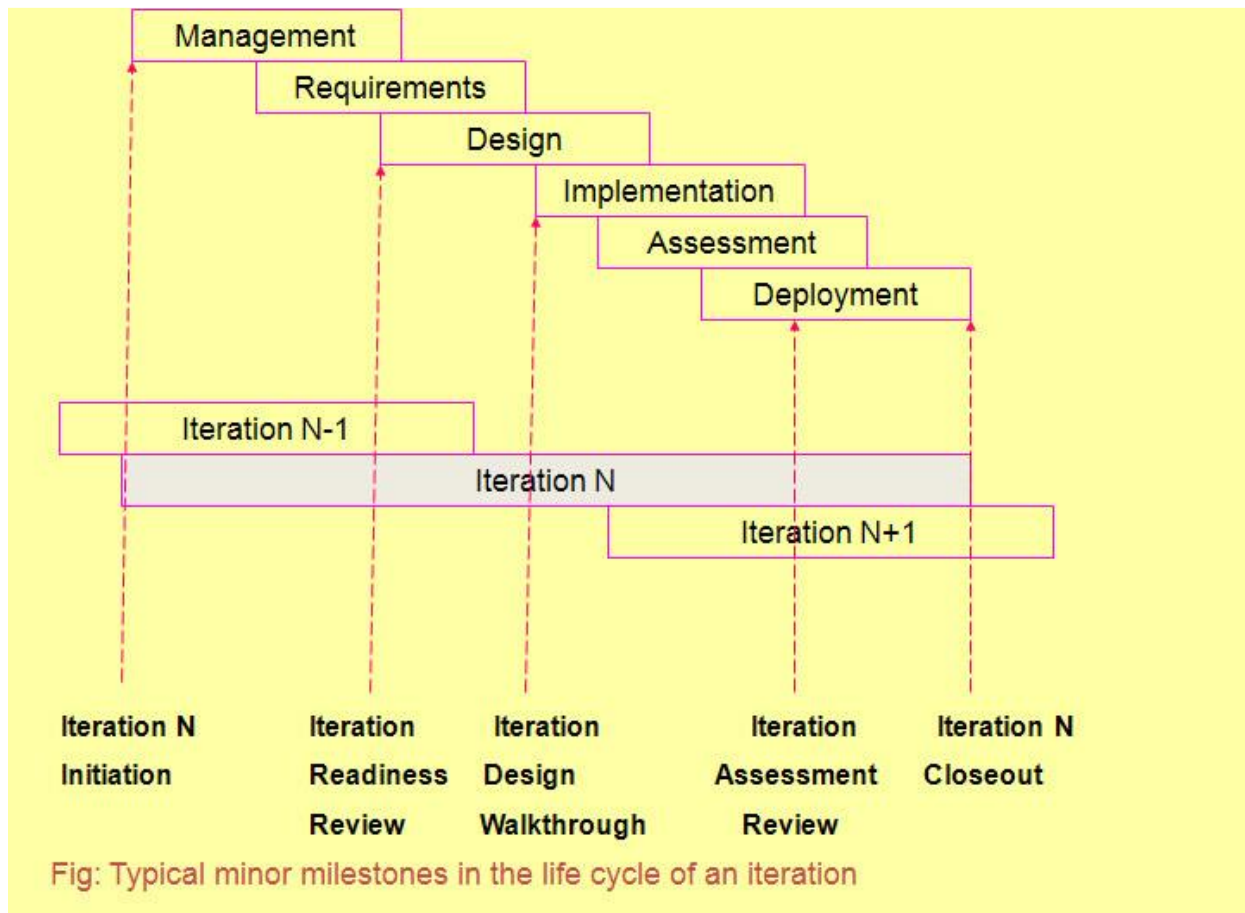 Management
Requirements
Design
Implementation
Assessment
Deployment
Iteration N-1
Iteration N
Iteration N+1
Iteration N
Initiation
Iteration
Readiness
Review
Iteration
Design
Walkthrough
Iteration
Assessment
Review
Iteration N
Closeout
Fig: Typical minor milestones in the life cycle of an iteration